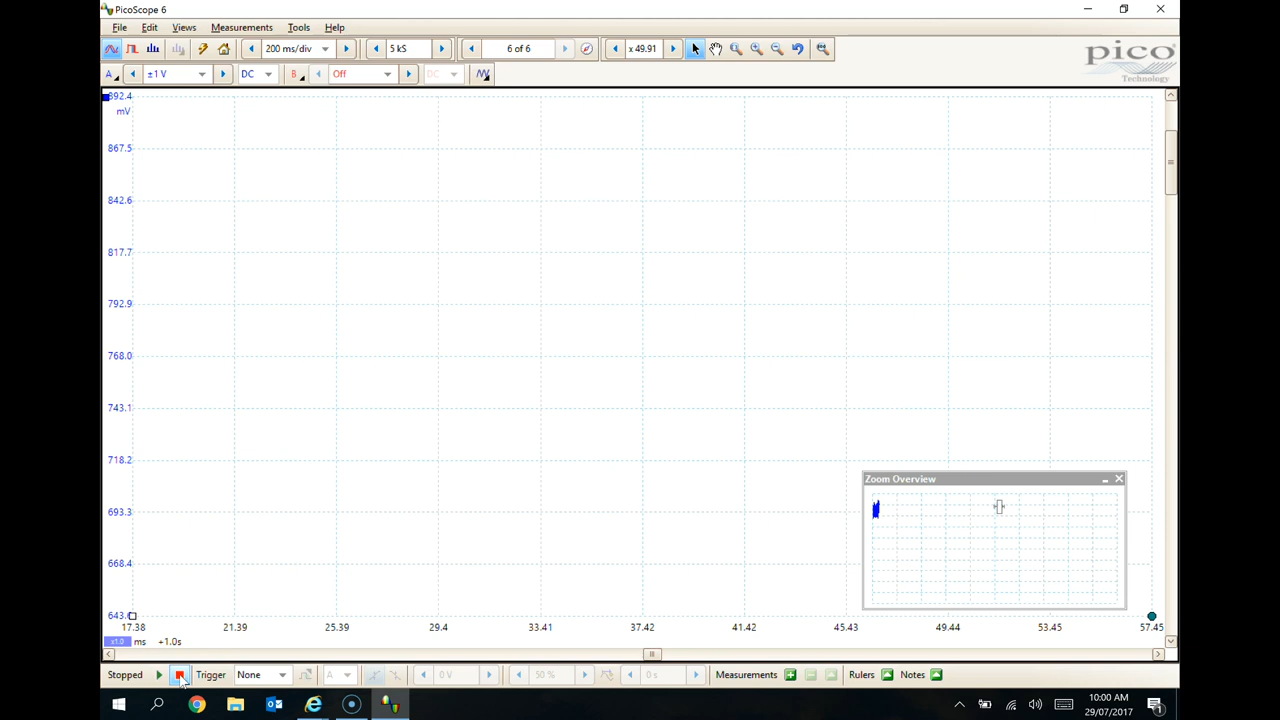 PicoScope 6
File Edit Views Measurements Tools Help
200 ms/div 5 kS 6 of 6 x 49.91
pico
Technology
A ±1 V DC B Off DC
892.4
mV
867.5
842.6
817.7
792.9
768.0
743.1
718.2
693.3
668.4
643.
Zoom Overview
17.38 21.39 25.39 29.4 33.41 37.42 41.42 45.43 49.44 53.45 57.45
x1.0 ms +1.0s
Stopped Trigger None A 0 V 50 % 0 s Measurements Rulers Notes
10:00 AM
29/07/2017
1